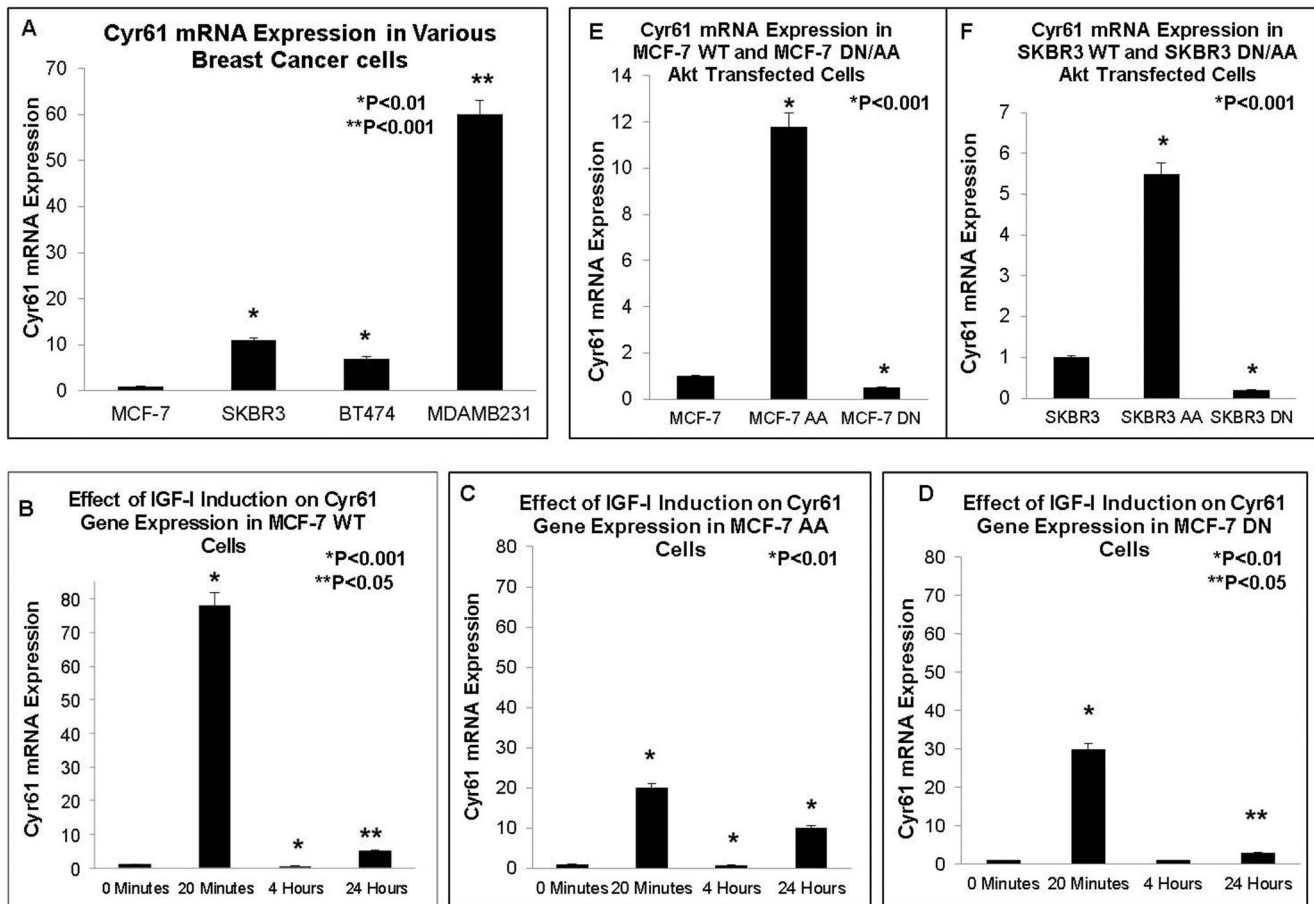 A
Cyr61 mRNA Expression in Various
Breast Cancer cells
*P<0.01
**P<0.001
Cyr61 mRNA Expression
70
60
50
40
30
20
10
0
*
*
**
MCF-7 SKBR3 BT474 MDAMB231
E
Cyr61 mRNA Expression in
MCF-7 WT and MCF-7 DN/AA
Akt Transfected Cells
*P<0.001
Cyr61 mRNA Expression
14
12
10
8
6
4
2
0
*
*
MCF-7 MCF-7 AA MCF-7 DN
F
Cyr61 mRNA Expression in
SKBR3 WT and SKBR3 DN/AA
Akt Transfected Cells
*P<0.001
Cyr61 mRNA Expression
7
6
5
4
3
2
1
0
*
*
SKBR3 SKBR3 AA SKBR3 DN
B
Effect of IGF-I Induction on Cyr61
Gene Expression in MCF-7 WT
Cells
*P<0.001
**P<0.05
Cyr61 mRNA Expression
80
70
60
50
40
30
20
10
0
*
*
**
0 Minutes 20 Minutes 4 Hours 24 Hours
C
Effect of IGF-I Induction on Cyr61
Gene Expression in MCF-7 AA
Cells
*P<0.01
Cyr61 mRNA Expression
80
70
60
50
40
30
20
10
0
*
*
*
0 Minutes 20 Minutes 4 Hours 24 Hours
D
Effect of IGF-I Induction on Cyr61
Gene Expression in MCF-7 DN
Cells
*P<0.01
**P<0.05
Cyr61 mRNA Expression
80
70
60
50
40
30
20
10
0
*
**
0 Minutes 20 Minutes 4 Hours 24 Hours